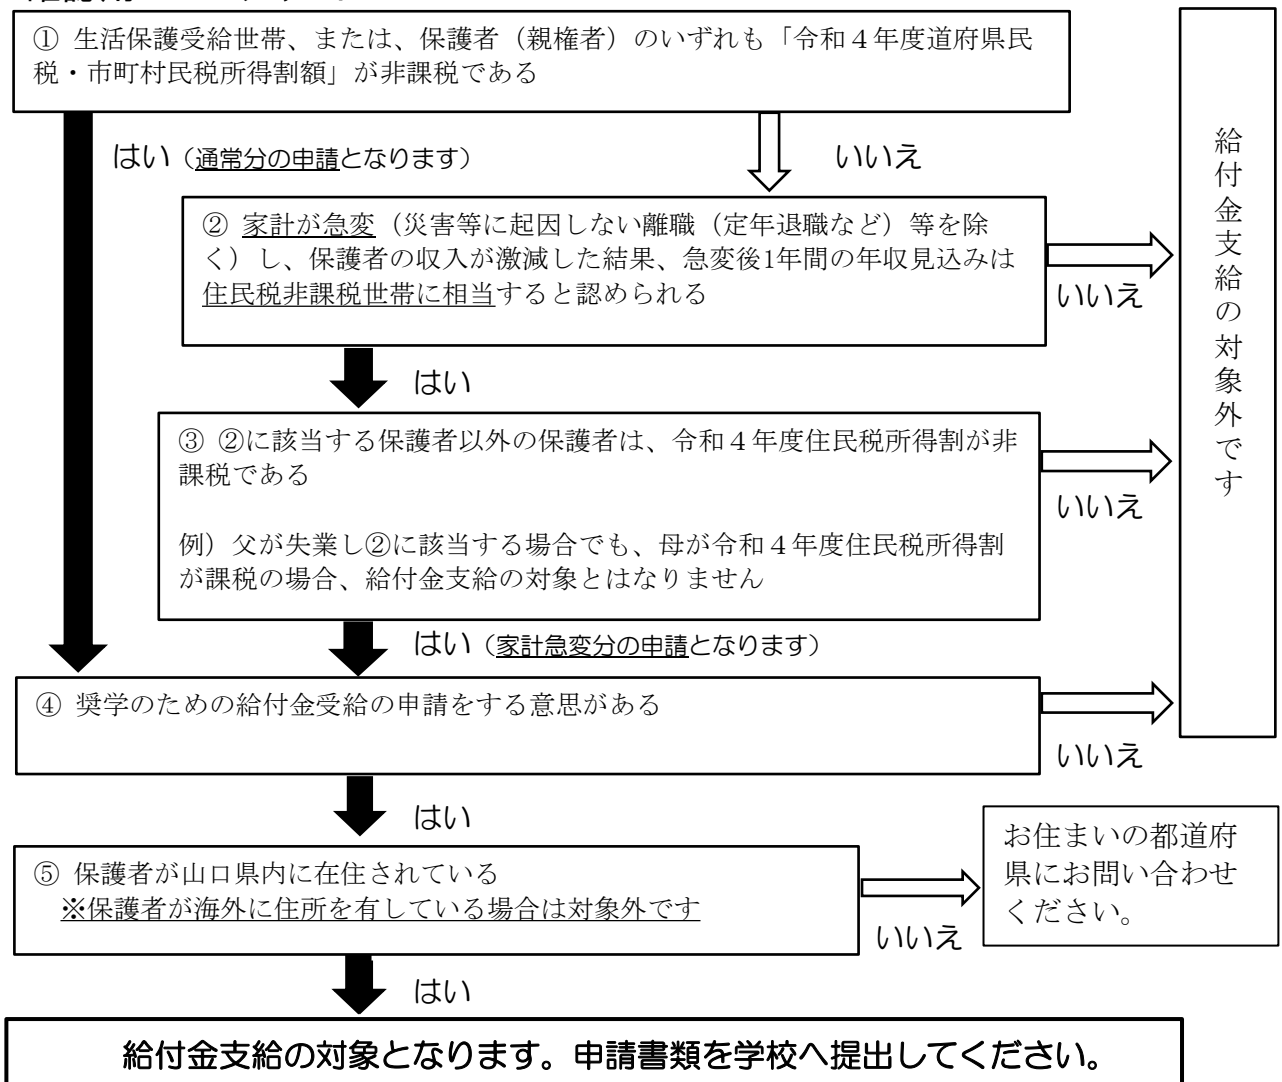 ① 生活保護受給世帯、または、保護者（親権者）のいずれも「令和４年度道府県民
税・市町村民税所得割額」が非課税である
はい（通常分の申請となります）
いいえ
② 家計が急変（災害等に起因しない離職（定年退職など）等を除
く）し、保護者の収入が激減した結果、急変後1年間の年収見込みは
住民税非課税世帯に相当すると認められる
いいえ
はい
③ ②に該当する保護者以外の保護者は、令和４年度住民税所得割が非
課税である
例）父が失業し②に該当する場合でも、母が令和４年度住民税所得割
が課税の場合、給付金支給の対象とはなりません
いいえ
はい（家計急変分の申請となります）
④ 奨学のための給付金受給の申請をする意思がある
いいえ
はい
給付金支給の対象外です
⑤ 保護者が山口県内に在住されている
※保護者が海外に住所を有している場合は対象外です
いいえ
お住まいの都道府
県にお問い合わせ
ください。
はい
給付金支給の対象となります。申請書類を学校へ提出してください。